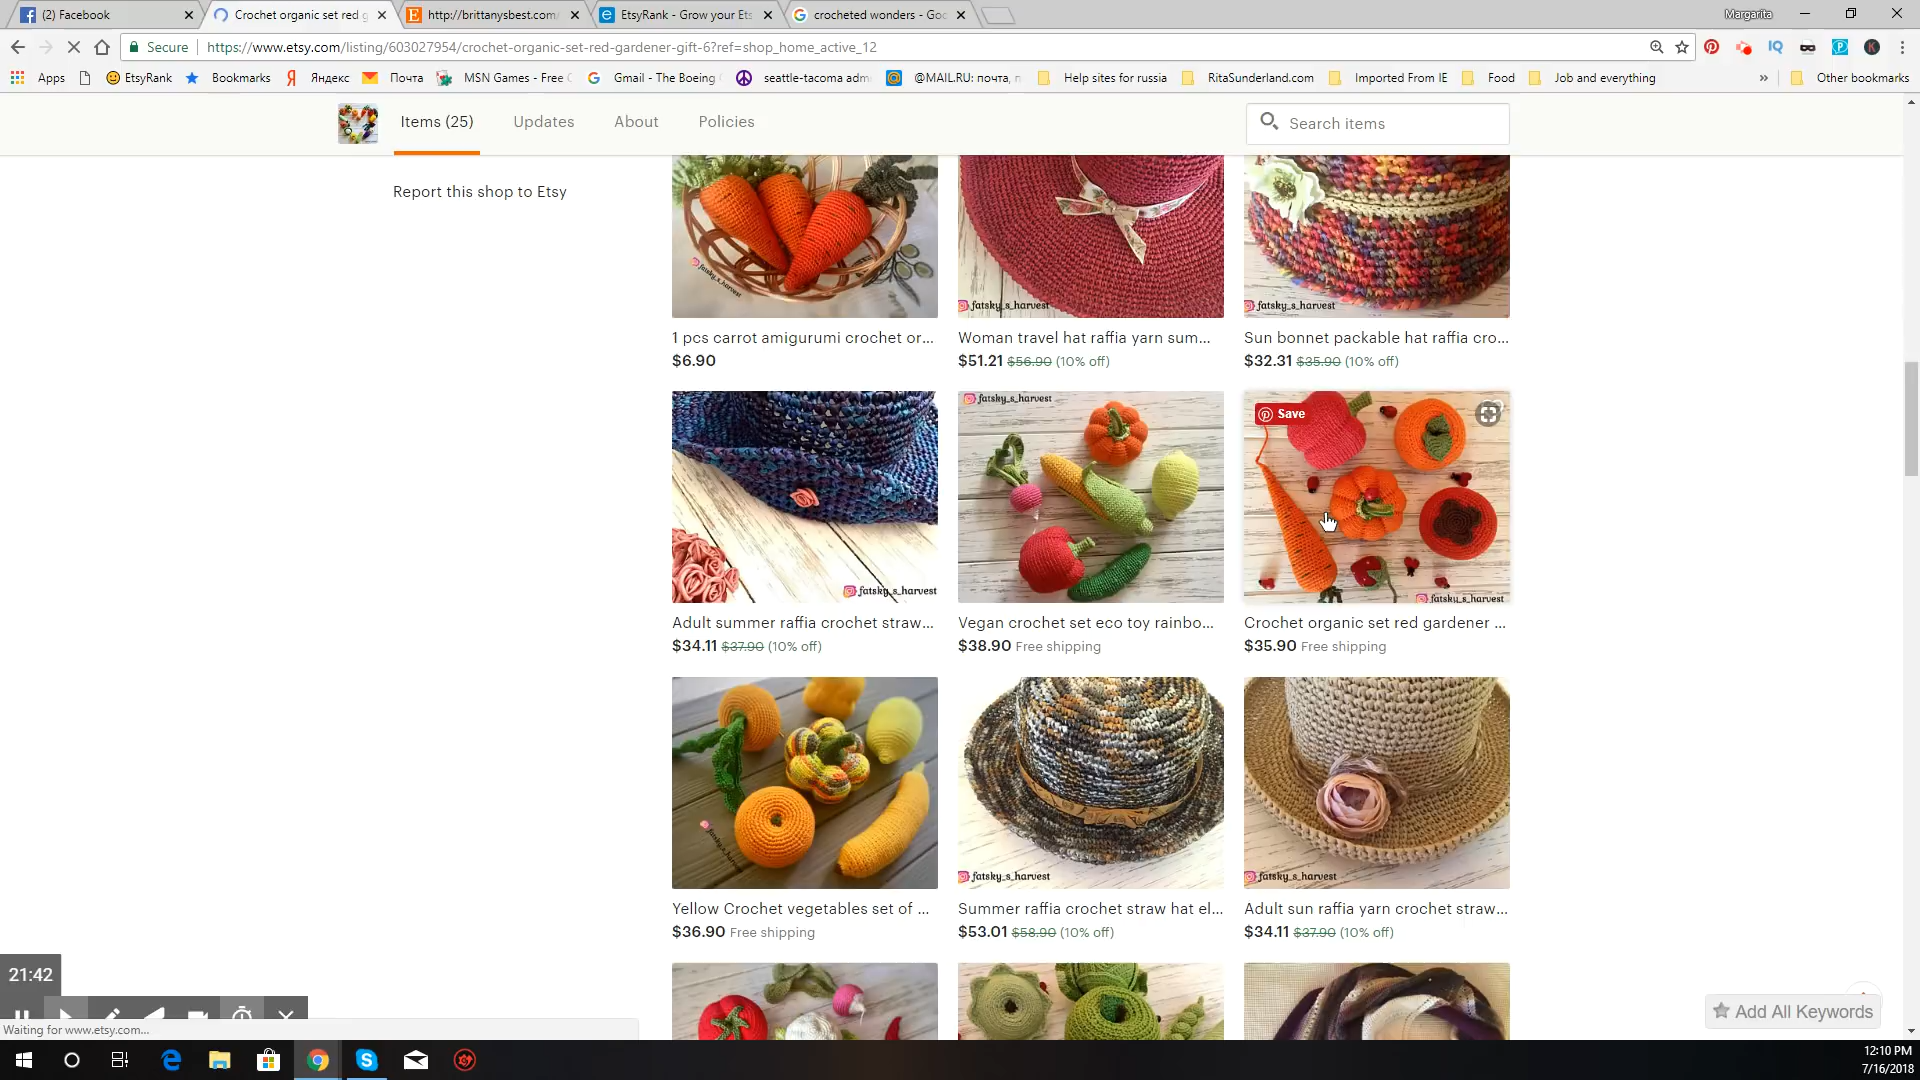 (2) Facebook
Crochet organic set red g
http://brittanysbest.com
EtsyRank - Grow your Ets
crocheted wonders - Goo
Margarita
Secure
https://www.etsy.com/listing/603027954/crochet-organic-set-red-gardener-gift-6?ref=shop_home_active_12
Apps
EtsyRank
Bookmarks
Яндекс
Почта
MSN Games - Free
Gmail - The Boeing
seattle-tacoma adm
@MAIL.RU: почта,
Help sites for russia
RitaSunderland.com
Imported From IE
Food
Job and everything
»
Other bookmarks
Items (25)
Updates
About
Policies
Search items
Report this shop to Etsy
fatsky_s_harvest
fatsky_s_harvest
fatsky_s_harvest
1 pcs carrot amigurumi crochet or...
Woman travel hat raffia yarn sum...
Sun bonnet packable hat raffia cro...
$6.90
$51.21 $56.90 (10% off)
$32.31 $35.90 (10% off)
fatsky_s_harvest
Save
fatsky_s_harvest
fatsky_s_harvest
Adult summer raffia crochet straw...
Vegan crochet set eco toy rainbo...
Crochet organic set red gardener ...
$34.11 $37.90 (10% off)
$38.90 Free shipping
$35.90 Free shipping
fatsky_s_harvest
fatsky_s_harvest
fatsky_s_harvest
Yellow Crochet vegetables set of ...
Summer raffia crochet straw hat el...
Adult sun raffia yarn crochet straw...
$36.90 Free shipping
$53.01 $58.90 (10% off)
$34.11 $37.90 (10% off)
21:42
Add All Keywords
Waiting for www.etsy.com...
12:10 PM
7/16/2018